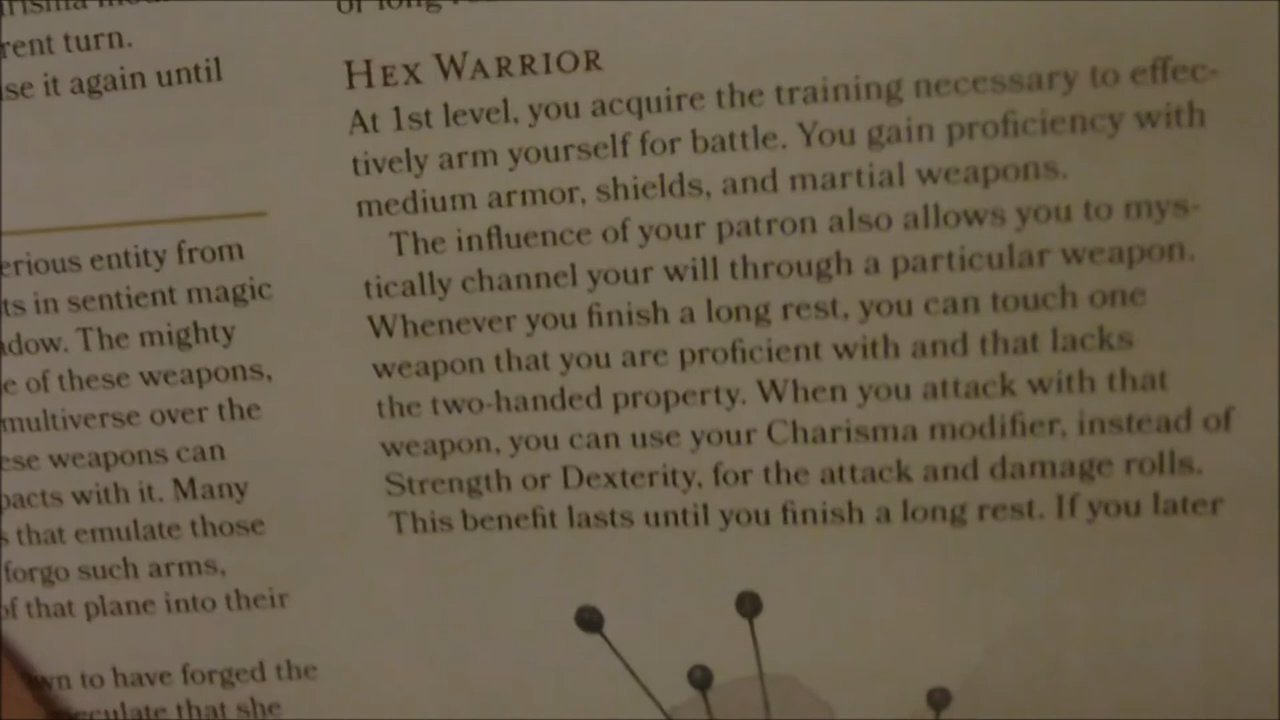 rent turn.
se it again until
erious entity from
ts in sentient magic
dow. The mighty
e of these weapons,
multiverse over the
ese weapons can
pacts with it. Many
s that emulate those
forgo such arms,
of that plane into their
wn to have forged the
eculate that she
or long
HEX WARRIOR
At 1st level, you acquire the training necessary to effec-
tively arm yourself for battle. You gain proficiency with
medium armor, shields, and martial weapons.
The influence of your patron also allows you to mys-
tically channel your will through a particular weapon.
Whenever you finish a long rest, you can touch one
weapon that you are proficient with and that lacks
the two-handed property. When you attack with that
weapon, you can use your Charisma modifier, instead of
Strength or Dexterity, for the attack and damage rolls.
This benefit lasts until you finish a long rest. If you later